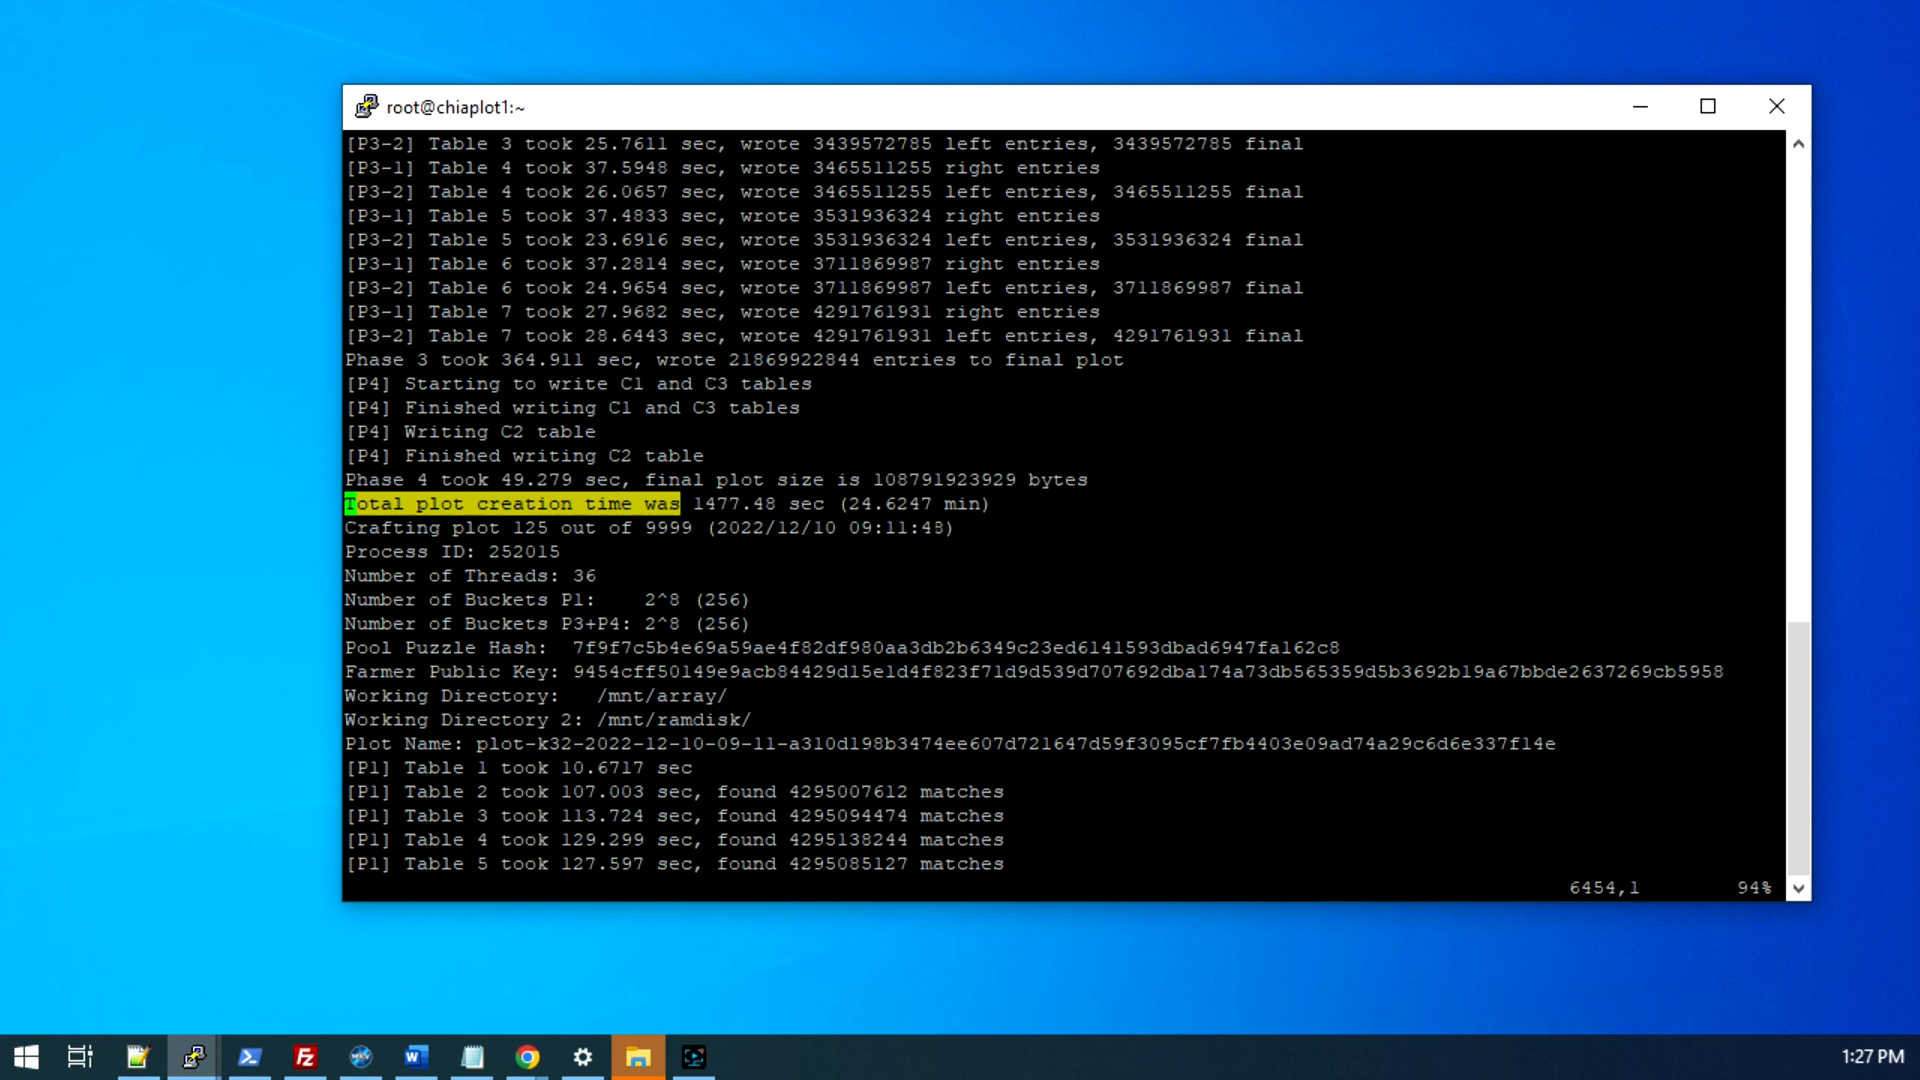 root@chiaplot1:~
[P3-2] Table 3 took 25.7611 sec, wrote 3439572785 left entries, 3439572785 final
[P3-1] Table 4 took 37.5948 sec, wrote 3465511255 right entries
[P3-2] Table 4 took 26.0657 sec, wrote 3465511255 left entries, 3465511255 final
[P3-1] Table 5 took 37.4833 sec, wrote 3531936324 right entries
[P3-2] Table 5 took 23.6916 sec, wrote 3531936324 left entries, 3531936324 final
[P3-1] Table 6 took 37.2814 sec, wrote 3711869987 right entries
[P3-2] Table 6 took 24.9654 sec, wrote 3711869987 left entries, 3711869987 final
[P3-1] Table 7 took 27.9682 sec, wrote 4291761931 right entries
[P3-2] Table 7 took 28.6443 sec, wrote 4291761931 left entries, 4291761931 final
Phase 3 took 364.911 sec, wrote 21869922844 entries to final plot
[P4] Starting to write C1 and C3 tables
[P4] Finished writing C1 and C3 tables
[P4] Writing C2 table
[P4] Finished writing C2 table
Phase 4 took 49.279 sec, final plot size is 108791923929 bytes
Total plot creation time was 1477.48 sec (24.6247 min)
Crafting plot 125 out of 9999 (2022/12/10 09:11:48)
Process ID: 252015
Number of Threads: 36
Number of Buckets P1:    2^8 (256)
Number of Buckets P3+P4: 2^8 (256)
Pool Puzzle Hash:  7f9f7c5b4e69a59ae4f82df980aa3db2b6349c23ed6141593dbad6947fa162c8
Farmer Public Key: 9454cff50149e9acb84429d15e1d4f823f71d9d539d707692dba174a73db565359d5b3692b19a67bbde2637269cb5958
Working Directory:   /mnt/array/
Working Directory 2: /mnt/ramdisk/
Plot Name: plot-k32-2022-12-10-09-11-a310d198b3474ee607d721647d59f3095cf7fb4403e09ad74a29c6d6e337f14e
[P1] Table 1 took 10.6717 sec
[P1] Table 2 took 107.003 sec, found 4295007612 matches
[P1] Table 3 took 113.724 sec, found 4295094474 matches
[P1] Table 4 took 129.299 sec, found 4295138244 matches
[P1] Table 5 took 127.597 sec, found 4295085127 matches
6454,1 94%
1:27 PM